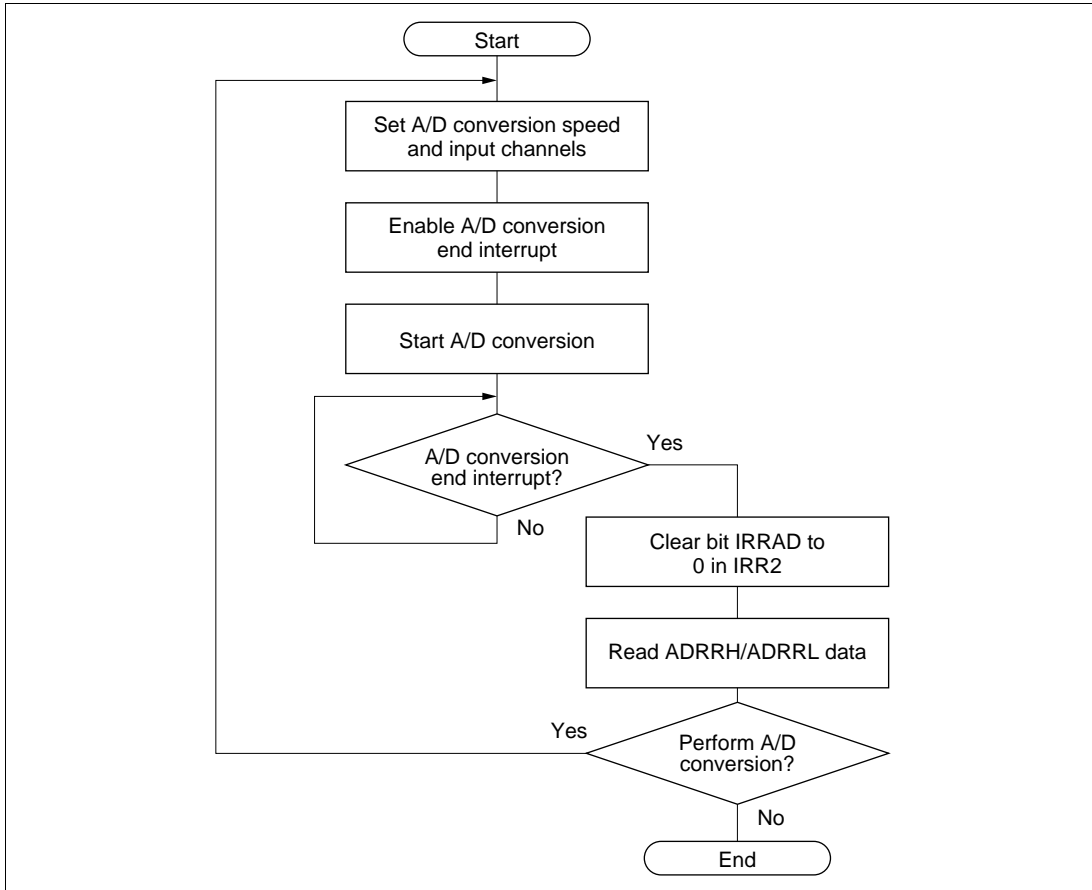 Start
Set A/D conversion speed
and input channels
Enable A/D conversion
end interrupt
Start A/D conversion
A/D conversion
end interrupt?
Yes
No
Clear bit IRRAD to
0 in IRR2
Read ADRRH/ADRRL data
Perform A/D
conversion?
Yes
No
End